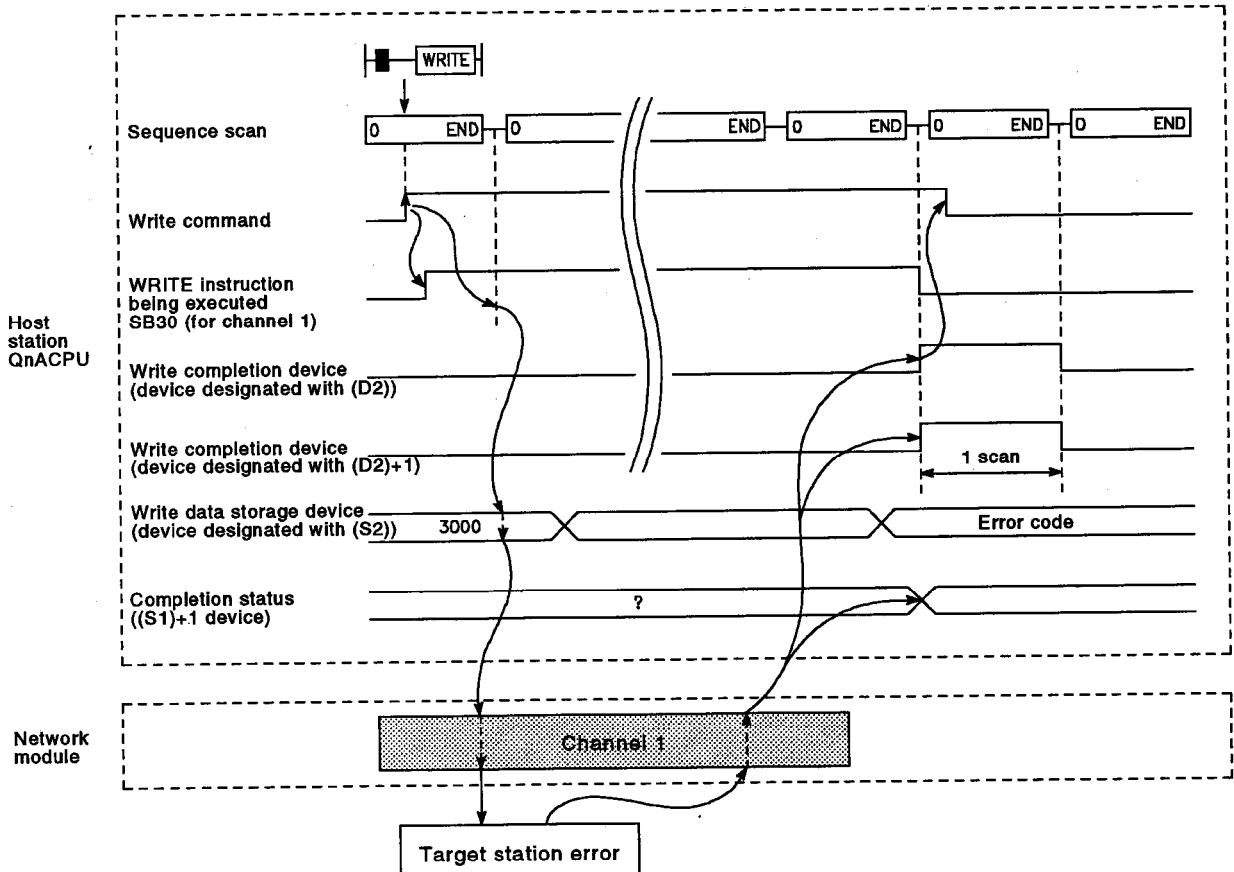 WRITE
Sequence scan
0 END 0 END 0 END 0 END 0 END
Write command
WRITE instruction
being executed
SB30 (for channel 1)
Host
station
QnACPU
Write completion device
(device designated with (D2))
Write completion device
(device designated with (D2)+1)
1 scan
Write data storage device
(device designated with (S2))
3000
Error code
Completion status
((S1)+1 device)
?
Network
module
Channel 1
Target station error